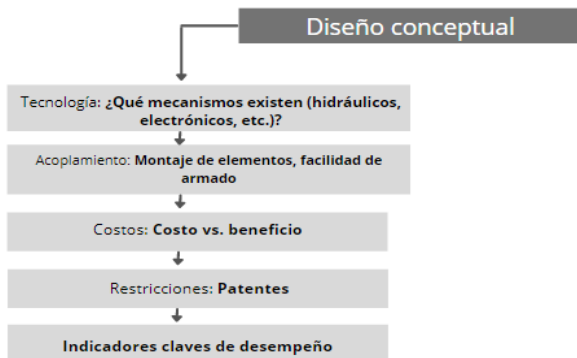 Diseño conceptual
Tecnología: ¿Qué mecanismos existen (hidráulicos,
electrónicos, etc.)?
Acoplamiento: Montaje de elementos, facilidad de
armado
Costos: Costo vs. beneficio
Restricciones: Patentes
Indicadores claves de desempeño